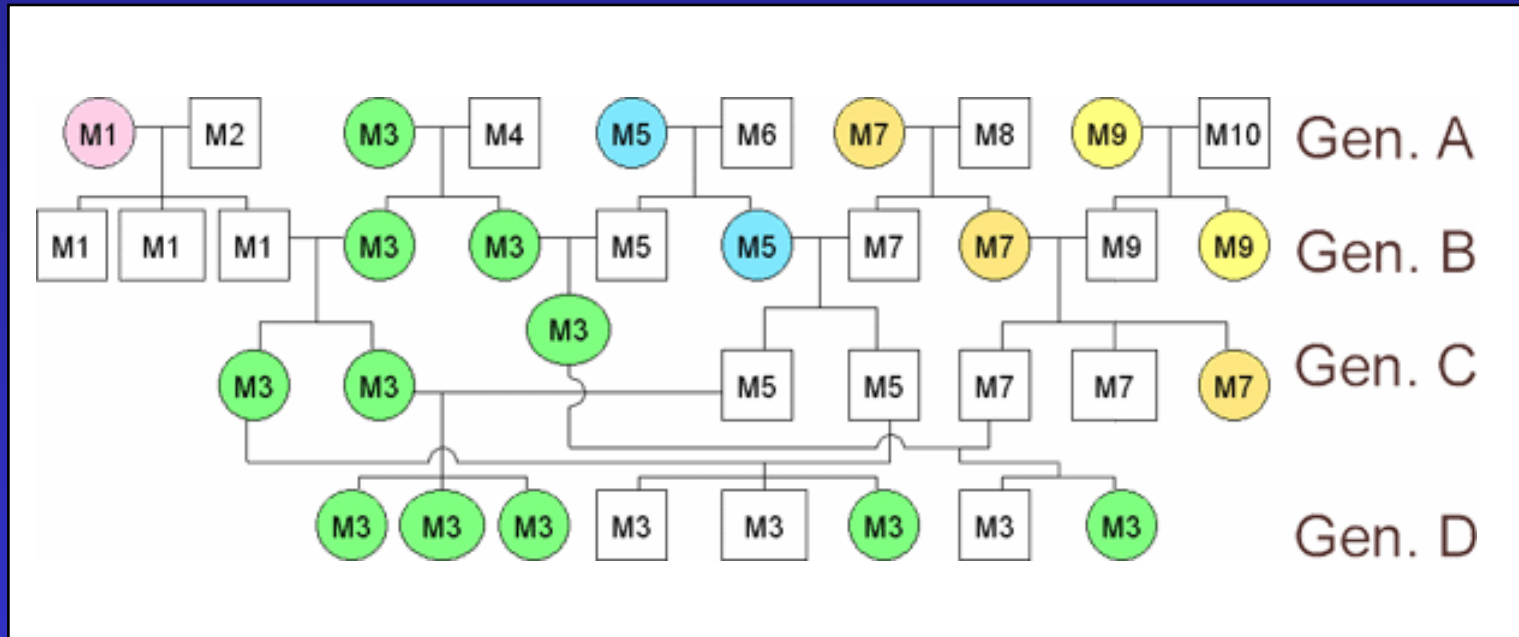 M1 M2 M3 M4 M5 M6 M7 M8 M9 M10 Gen. A
M1 M1 M1 M3 M3 M5 M5 M7 M7 M9 M9 Gen. B
M3
M3 M3 M5 M5 M7 M7 M7 Gen. C
M3 M3 M3 M3 M3 M3 M3 M3 Gen. D